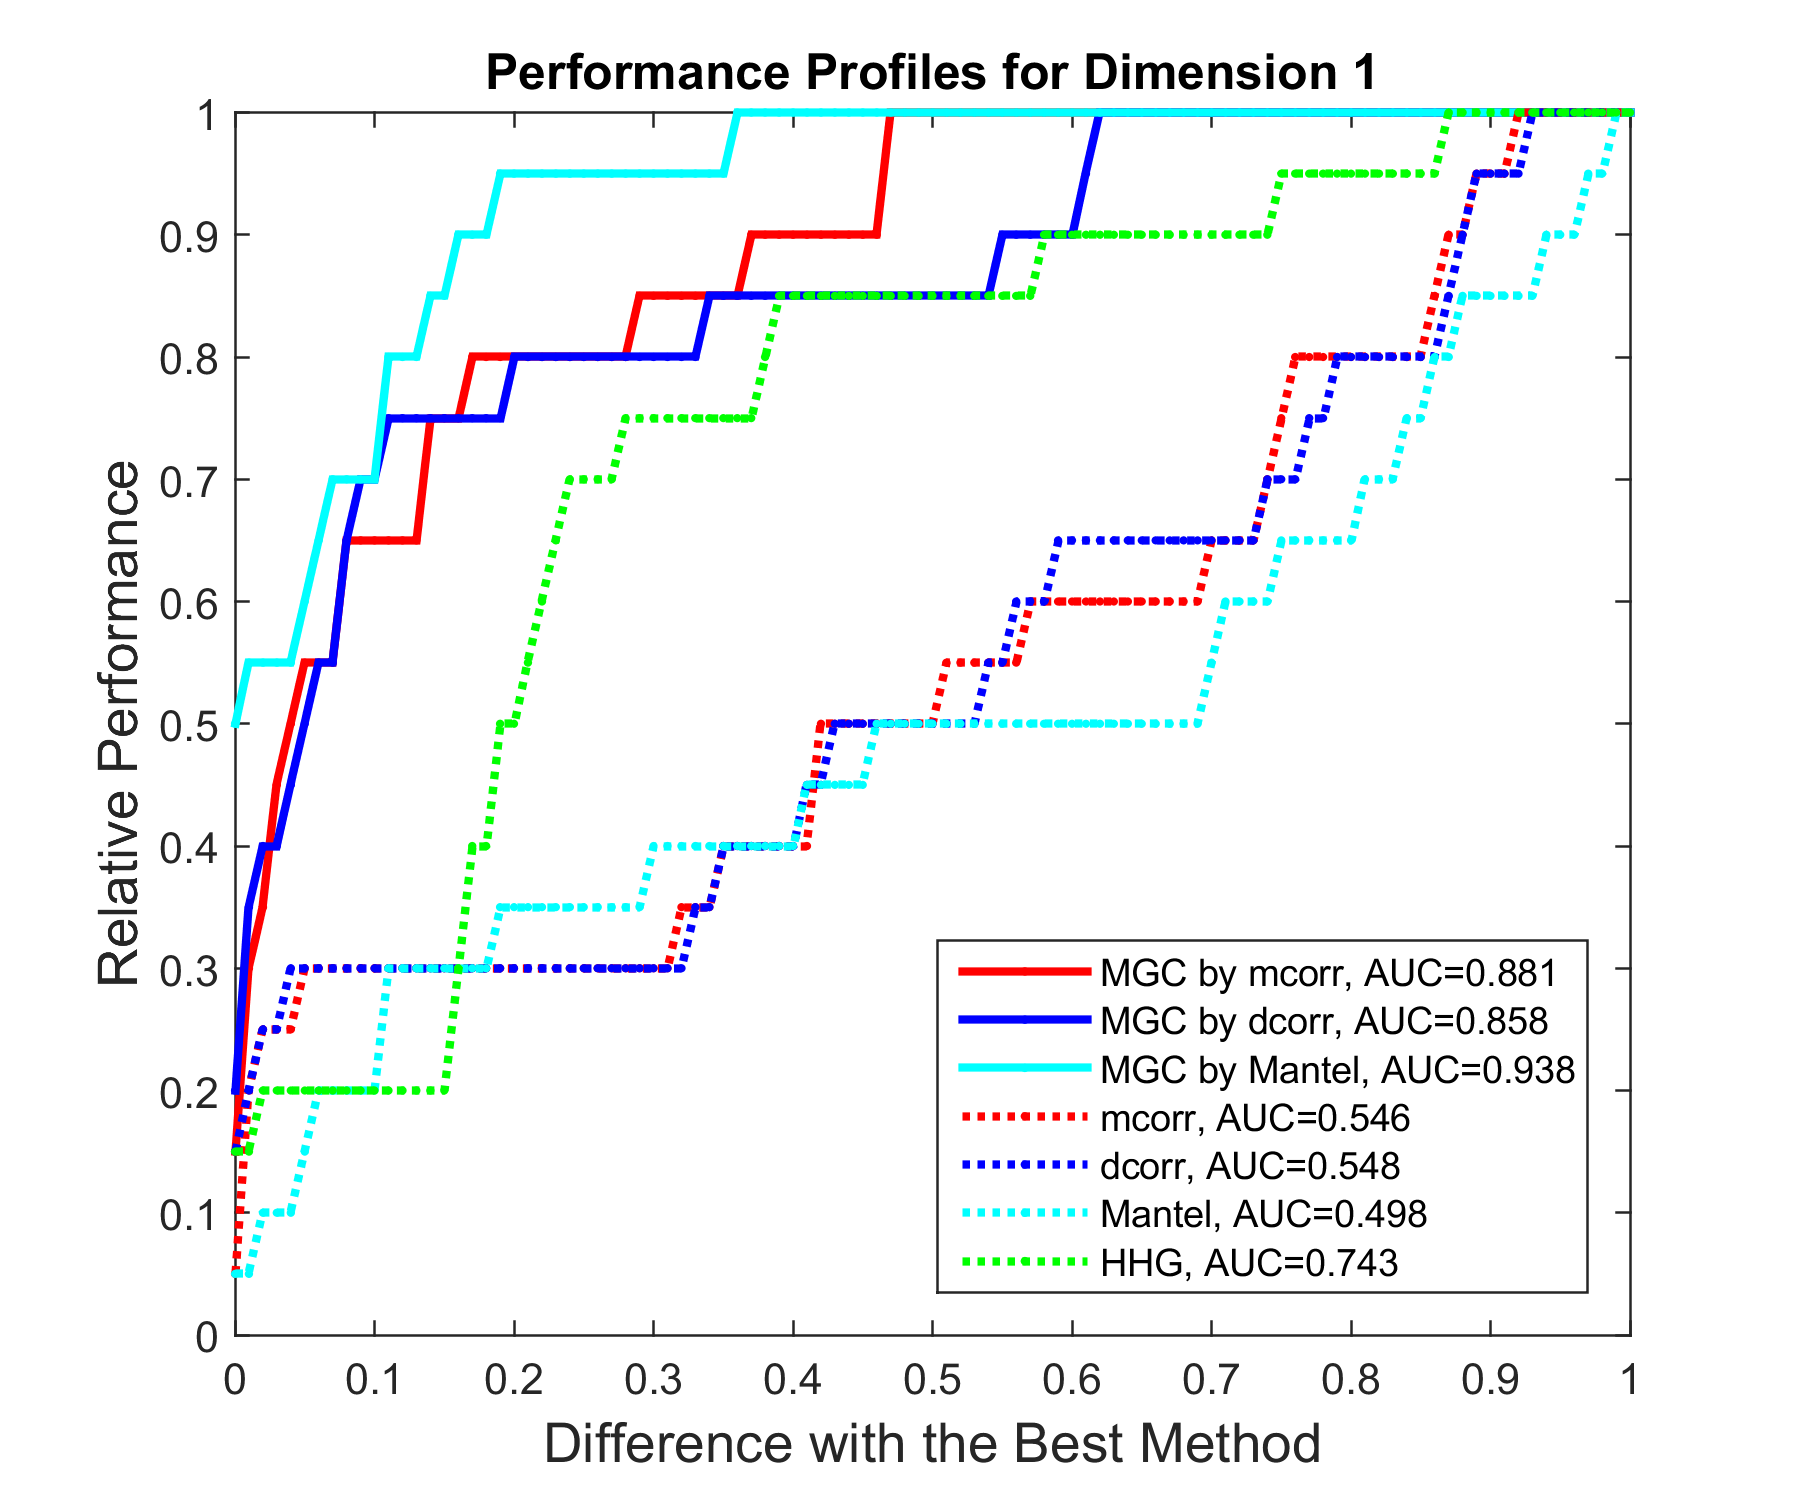 Performance Profiles for Dimension 1
Relative Performance
1
0.9
0.8
0.7
0.6
0.5
0.4
0.3
0.2
0.1
0
MGC by mcorr, AUC=0.881
MGC by dcorr, AUC=0.858
MGC by Mantel, AUC=0.938
mcorr, AUC=0.546
dcorr, AUC=0.548
Mantel, AUC=0.498
HHG, AUC=0.743
0 0.1 0.2 0.3 0.4 0.5 0.6 0.7 0.8 0.9 1
Difference with the Best Method